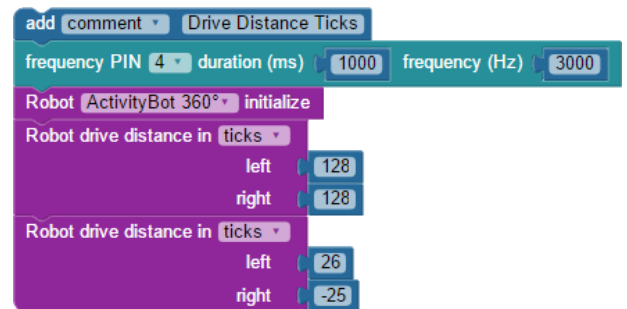 add comment Drive Distance Ticks
frequency PIN 4 duration (ms) 1000 frequency (Hz) 3000
Robot ActivityBot 360° initialize
Robot drive distance in ticks
left 128
right 128
Robot drive distance in ticks
left 26
right -25